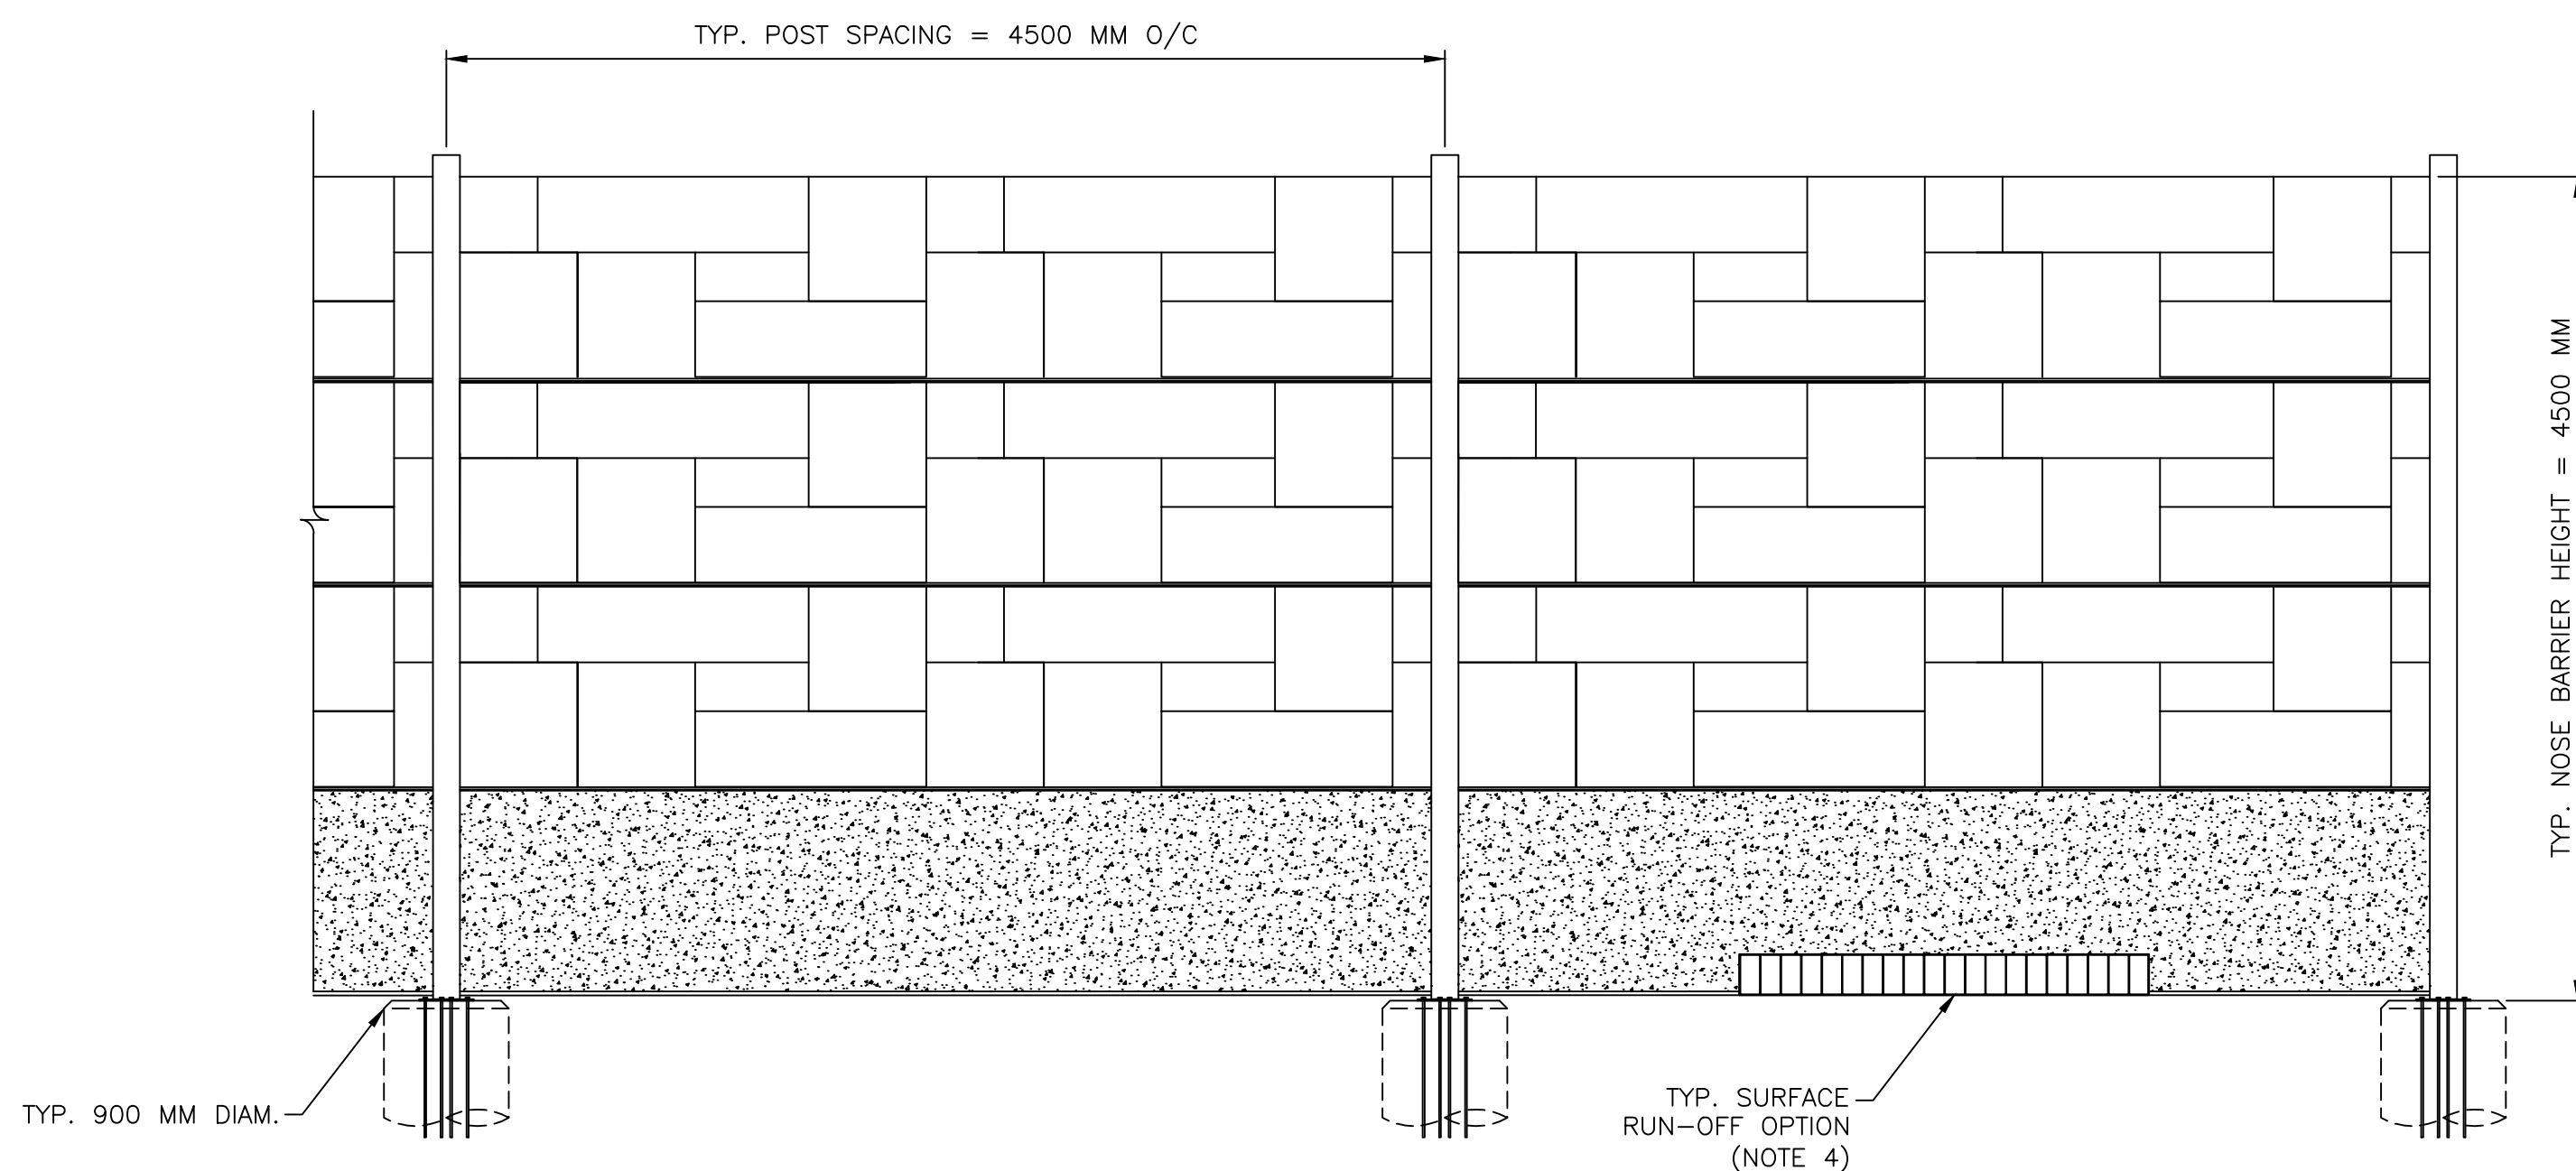 TYP. POST SPACING = 4500 MM O/C
TYP. NOSE BARRIER HEIGHT = 4500 MM
TYP. 900 MM DIAM.
TYP. SURFACE
RUN-OFF OPTION
(NOTE 4)